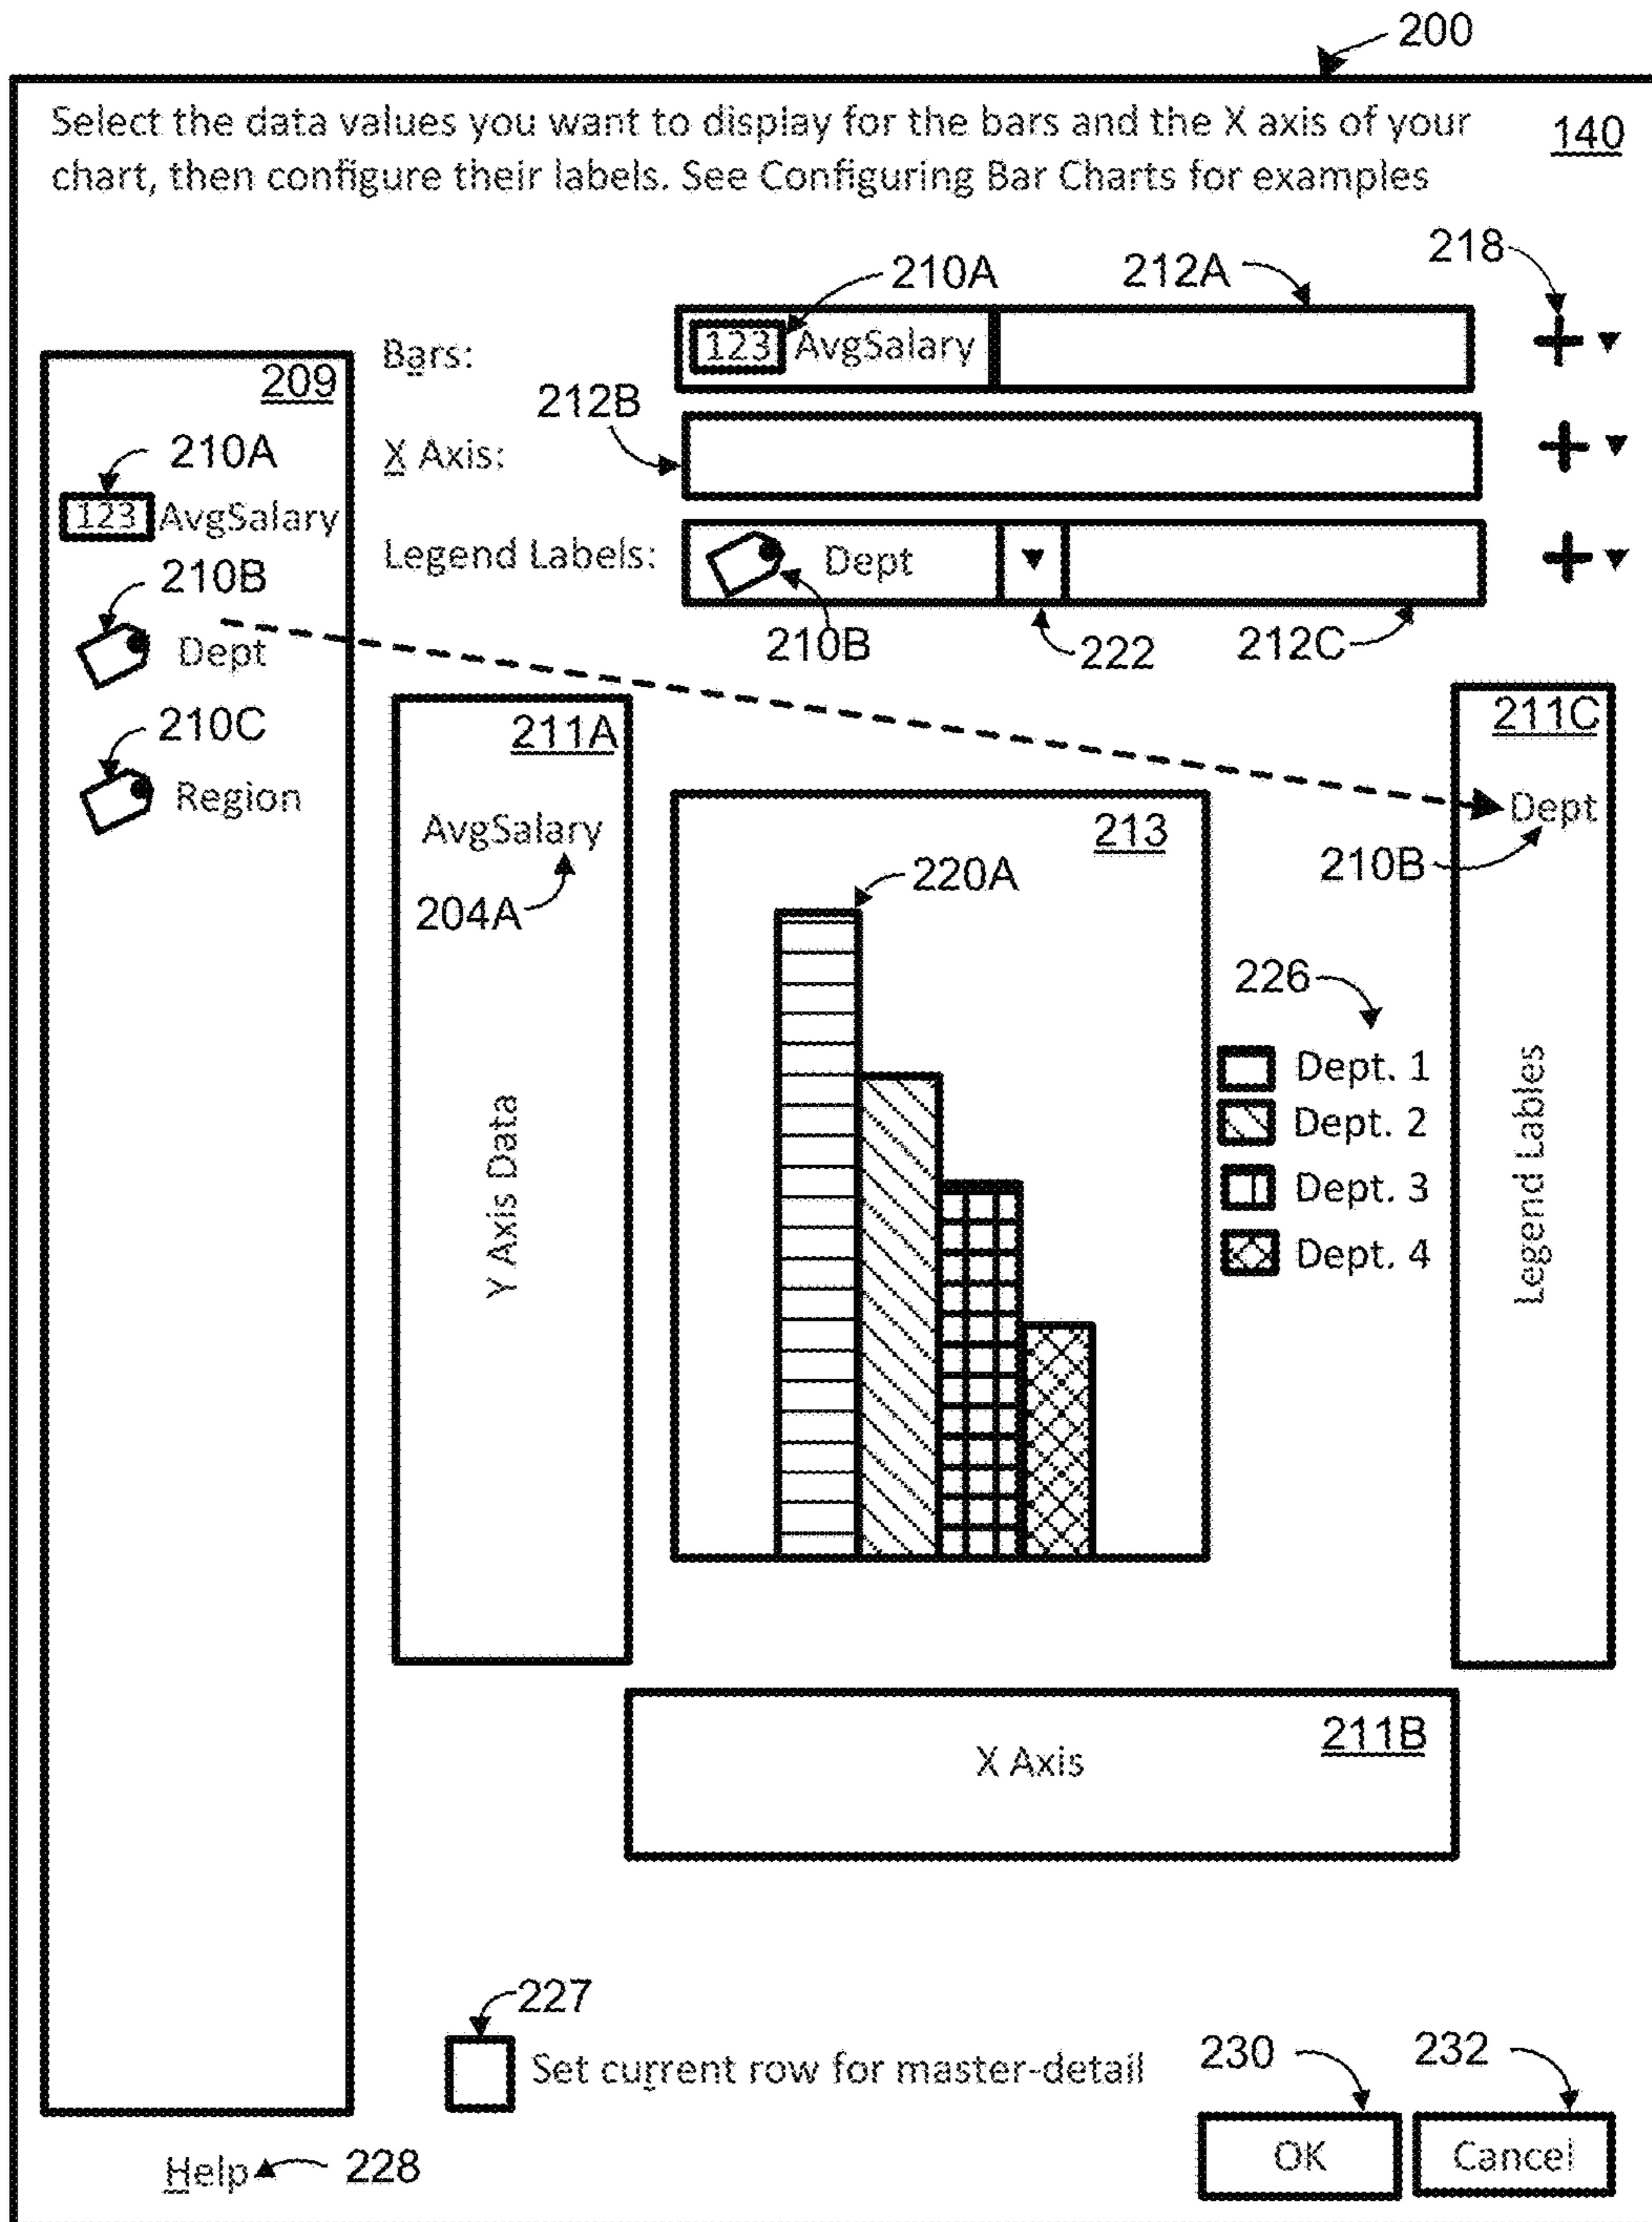 200
Select the data values you want to display for the bars and the X axis of your
140
chart, then configure their labels. See Configuring Bar Charts for examples
218
210A
212A
Bars:
123 AvgSalary
209
212B
210A
X Axis:
123 AvgSalary
Legend Labels:
Dept
210B
210B
222
212C
Dept
210C
Region
211A
211C
AvgSalary
204A
213
Dept
210B
220A
226
Dept. 1
Dept. 2
Dept. 3
Dept. 4
Y Axis Data
Legend Lables
211B
X Axis
227
Set current row for master-detail
230
232
OK
Cancel
Help
228